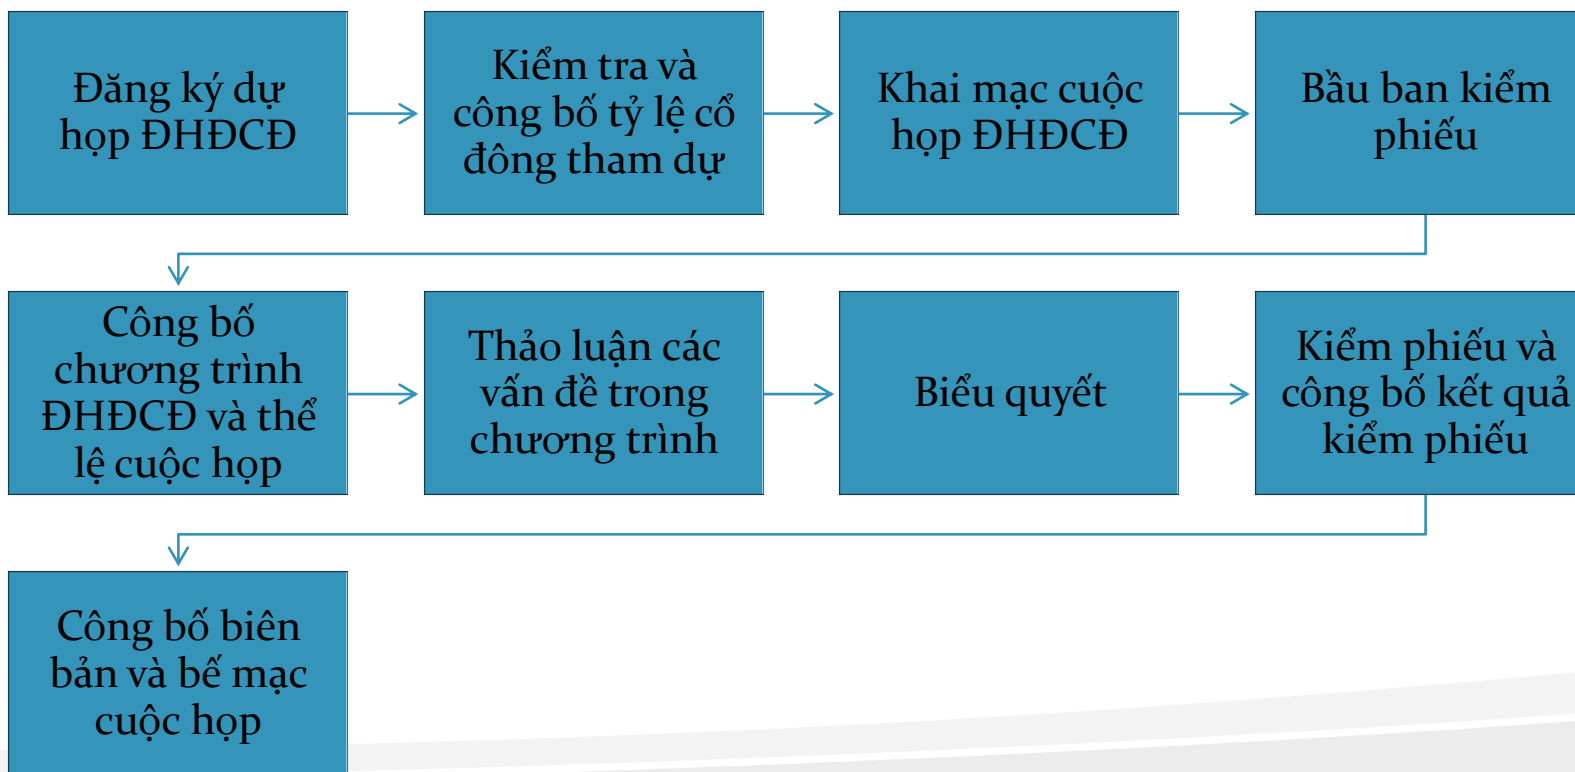 Đăng ký dự
họp ĐHĐCĐ
Kiểm tra và
công bố tỷ lệ cổ
đông tham dự
Khai mạc cuộc
họp ĐHĐCĐ
Bầu ban kiểm
phiếu
Công bố
chương trình
ĐHĐCĐ và thể
lệ cuộc họp
Thảo luận các
vấn đề trong
chương trình
Biểu quyết
Kiểm phiếu và
công bố kết quả
kiểm phiếu
Công bố biên
bản và bế mạc
cuộc họp